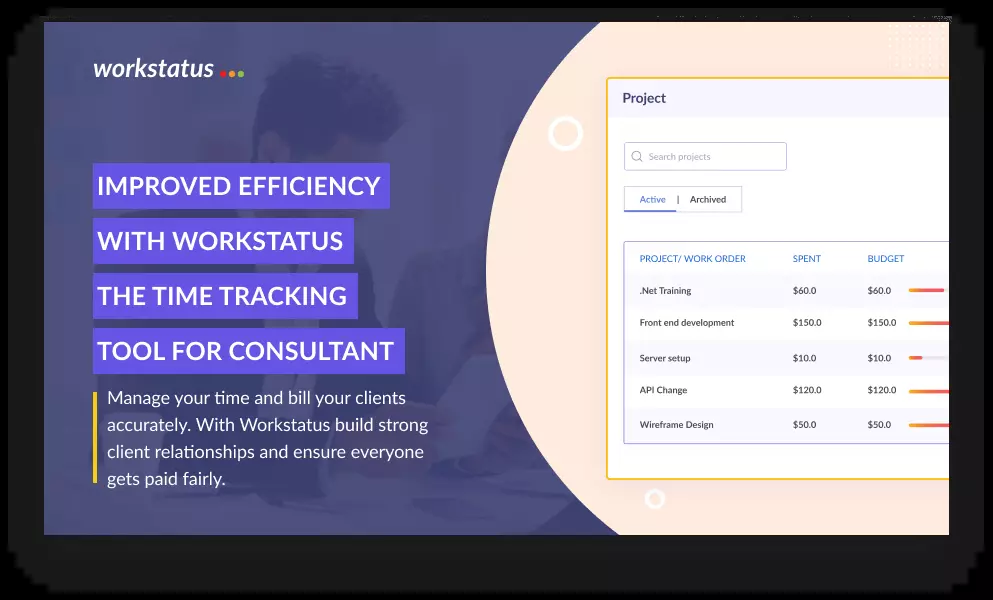 workstatus
IMPROVED EFFICIENCY
WITH WORKSTATUS
THE TIME TRACKING
TOOL FOR CONSULTANT
Manage your time and bill your clients
accurately. With Workstatus build strong
client relationships and ensure everyone
gets paid fairly.
Project
Search projects
Active | Archived
PROJECT/ WORK ORDER SPENT BUDGET
.Net Training $60.0 $60.0
Front end development $150.0 $150.0
Server setup $10.0 $10.0
API Change $120.0 $120.0
Wireframe Design $50.0 $50.0